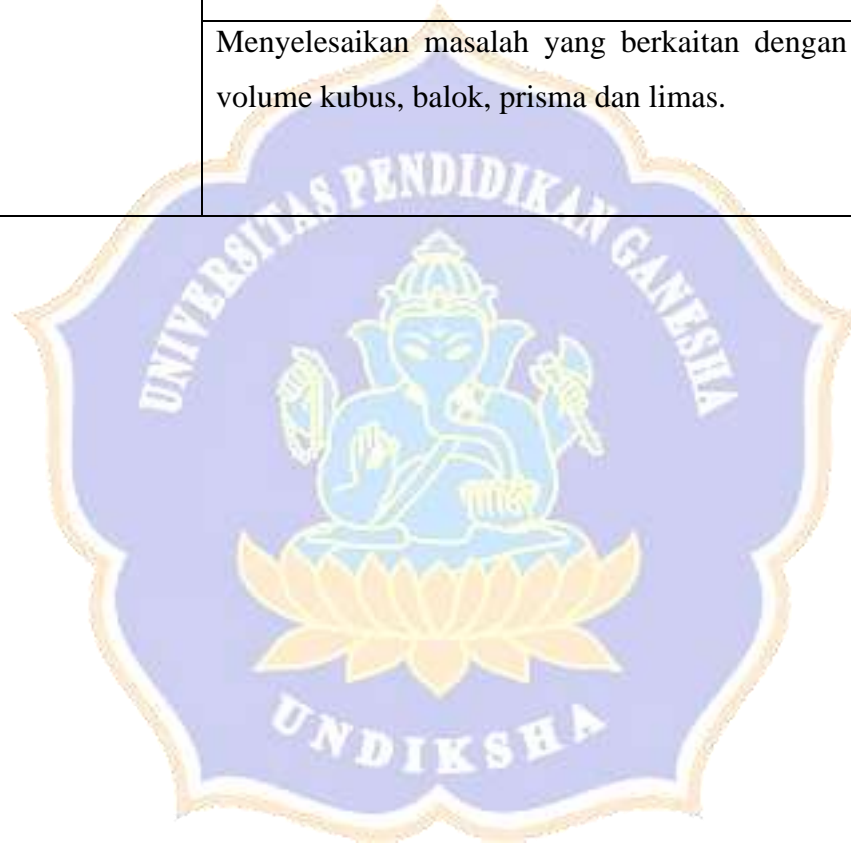 Menyelesaikan masalah yang berkaitan dengan
volume kubus, balok, prisma dan limas.
UNIVERSITAS PENDIDIKAN GANESHA
UNDIKSHA